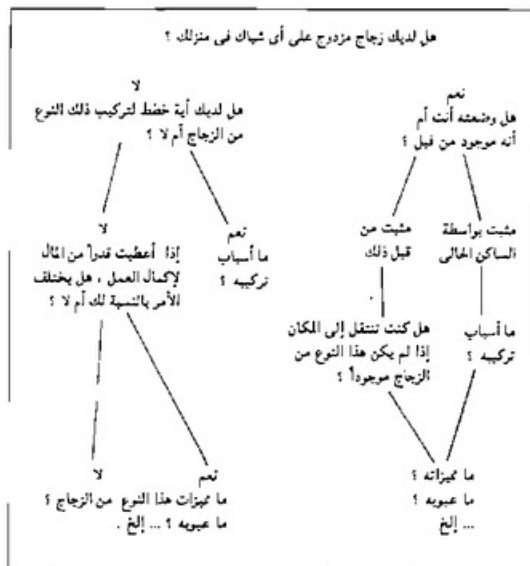 هل لديك زجاج مزدوج على أى شباك فى منزلك ؟
نعم
هل وضعته أنت أم
أنه موجود من قبل ؟
مثبت بواسطة
الساكن الحالى
ما أسباب
تركيبه ؟
مثبت من
قبل ذلك
هل كنت تنتقل إلى المكان
إذا لم يكن هذا النوع من
الزجاج موجوداً ؟
ما مميزاته ؟
ما عيوبه ؟
... إلخ
لا
هل لديك أية خطط لتركيب ذلك النوع
من الزجاج أم لا ؟
نعم
ما أسباب
تركيبه ؟
لا
إذا أعطيت قدراً من المال
لإكمال العمل ، هل يختلف
الأمر بالنسبة لك أم لا ؟
نعم
لا
ما مميزات هذا النوع من الزجاج ؟
ما عيوبه ؟ ... إلخ .